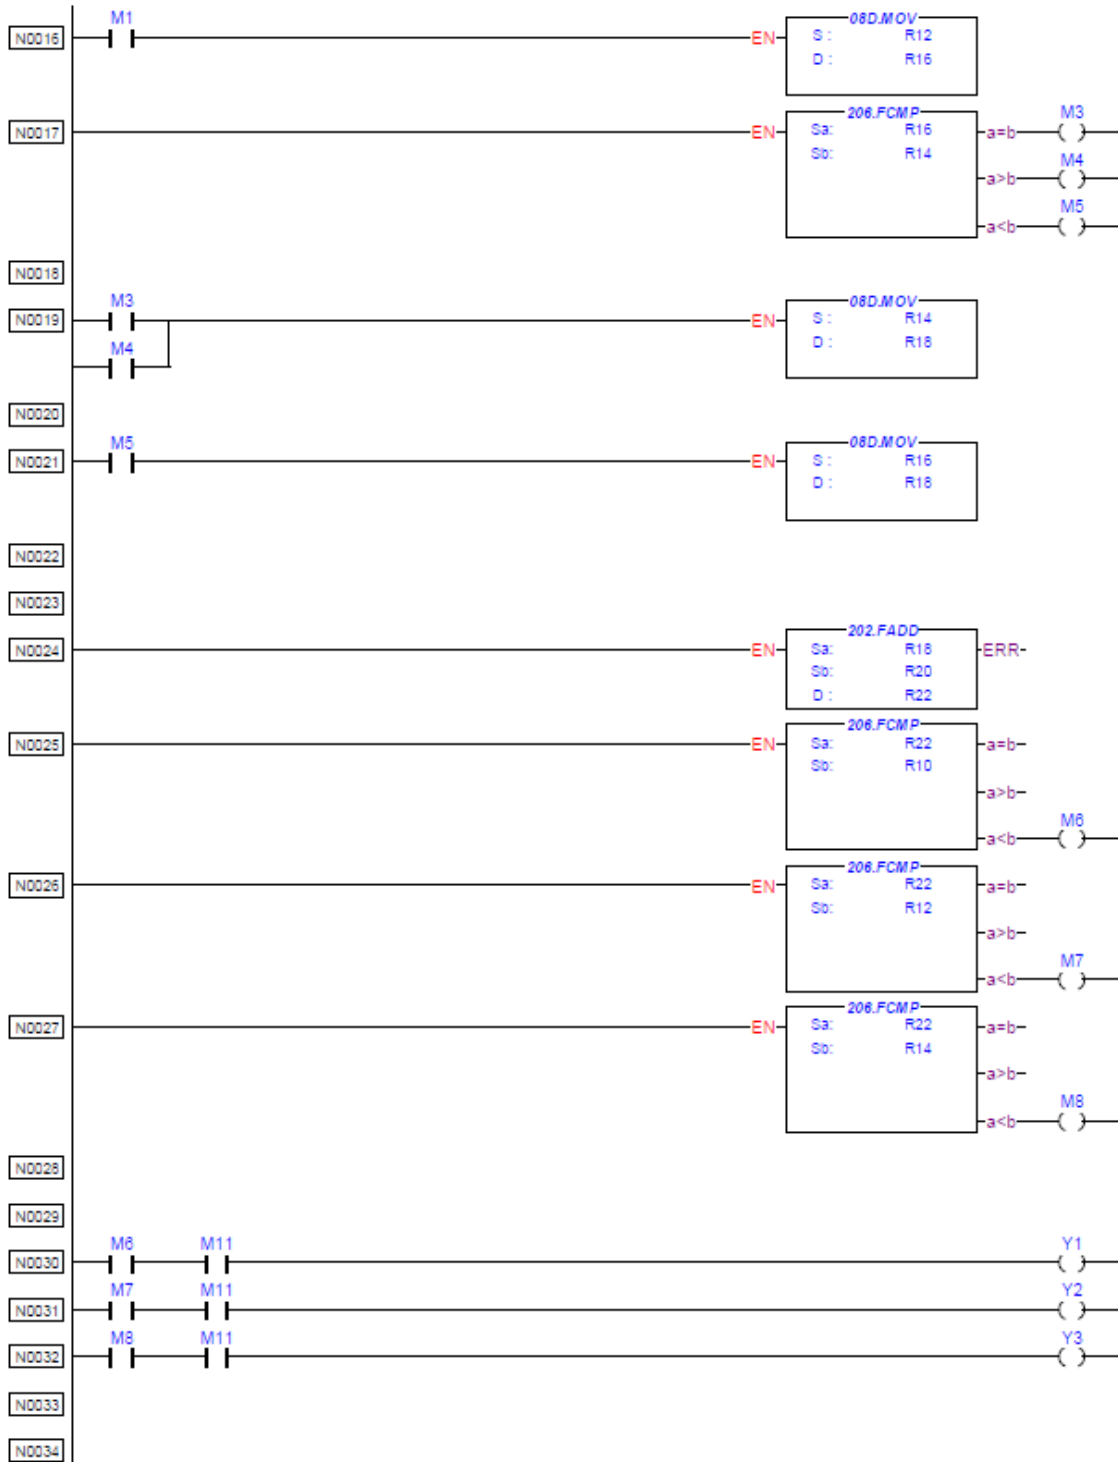 M1
08D.MOV
N0016 EN S : R12
D : R16
206.FCMP M3
N0017 EN Sa: R16 a=b
Sb: R14
M4
a>b
M5
a<b
N0018
M3 08D.MOV
N0019 EN S : R14
D : R18
M4
N0020
M5 08D.MOV
N0021 EN S : R16
D : R18
N0022
N0023
202.FADD
N0024 EN Sa: R18 ERR
Sb: R20
D : R22
206.FCMP
N0025 EN Sa: R22 a=b
Sb: R10
a>b
M6
a<b
206.FCMP
N0026 EN Sa: R22 a=b
Sb: R12
a>b
M7
a<b
206.FCMP
N0027 EN Sa: R22 a=b
Sb: R14
a>b
M8
a<b
N0028
N0029
M6 M11 Y1
N0030
M7 M11 Y2
N0031
M8 M11 Y3
N0032
N0033
N0034